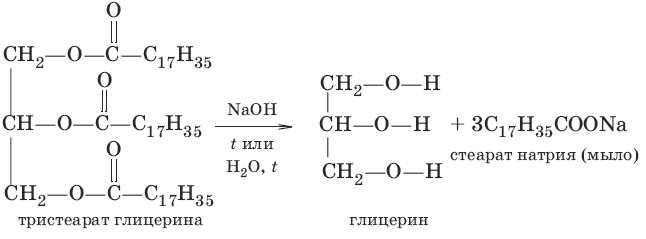 O
CH2—O—C—C17H35
O
CH—O—C—C17H35
O
CH2—O—C—C17H35
тристеарат глицерина
NaOH
t или
H2O, t
CH2—O—H
CH—O—H
CH2—O—H
глицерин
+ 3C17H35COONa
стеарат натрия (мыло)